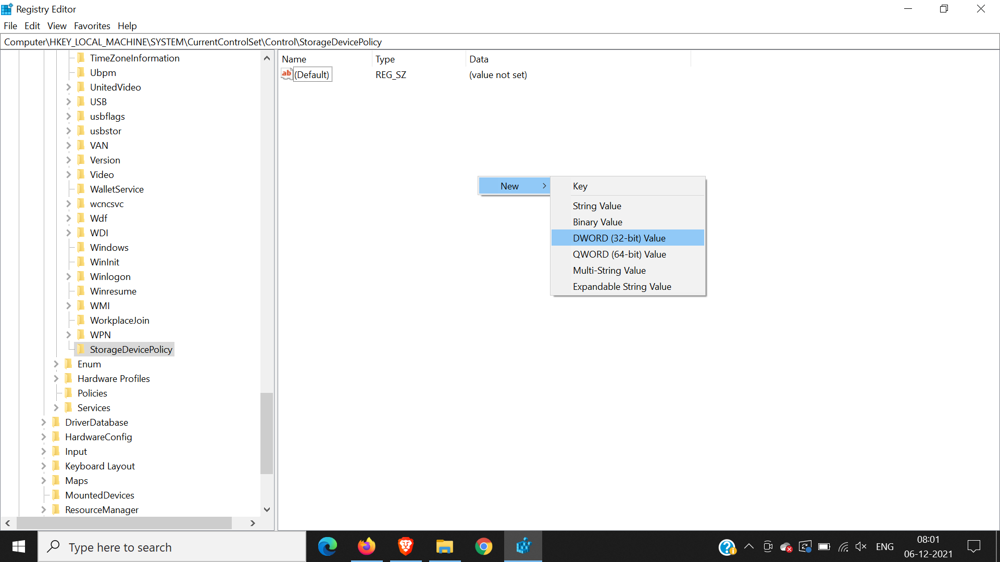 Registry Editor
File Edit View Favorites Help
Computer\HKEY_LOCAL_MACHINE\SYSTEM\CurrentControlSet\Control\StorageDevicePolicy
TimeZoneInformation
Ubpm
UnitedVideo
USB
usbflags
usbstor
VAN
Version
Video
WalletService
wcncsvc
Wdf
WDI
Windows
WinInit
Winlogon
Winresume
WMI
WorkplaceJoin
WPN
StorageDevicePolicy
Enum
Hardware Profiles
Policies
Services
DriverDatabase
HardwareConfig
Input
Keyboard Layout
Maps
MountedDevices
ResourceManager
Name Type Data
ab (Default) REG_SZ (value not set)
New
Key
String Value
Binary Value
DWORD (32-bit) Value
QWORD (64-bit) Value
Multi-String Value
Expandable String Value
Type here to search
ENG
08:01
06-12-2021